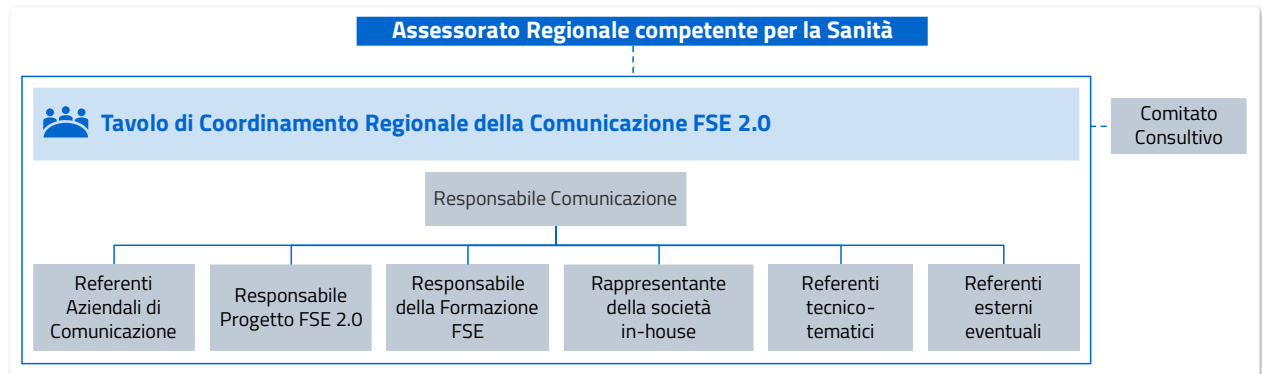 Assessorato Regionale competente per la Sanità
Tavolo di Coordinamento Regionale della Comunicazione FSE 2.0
Comitato
Consultivo
Responsabile Comunicazione
Referenti
Aziendali di
Comunicazione
Responsabile
Progetto FSE 2.0
Responsabile
della Formazione
FSE
Rappresentante
della società
in-house
Referenti
tecnico-
tematici
Referenti
esterni
eventuali